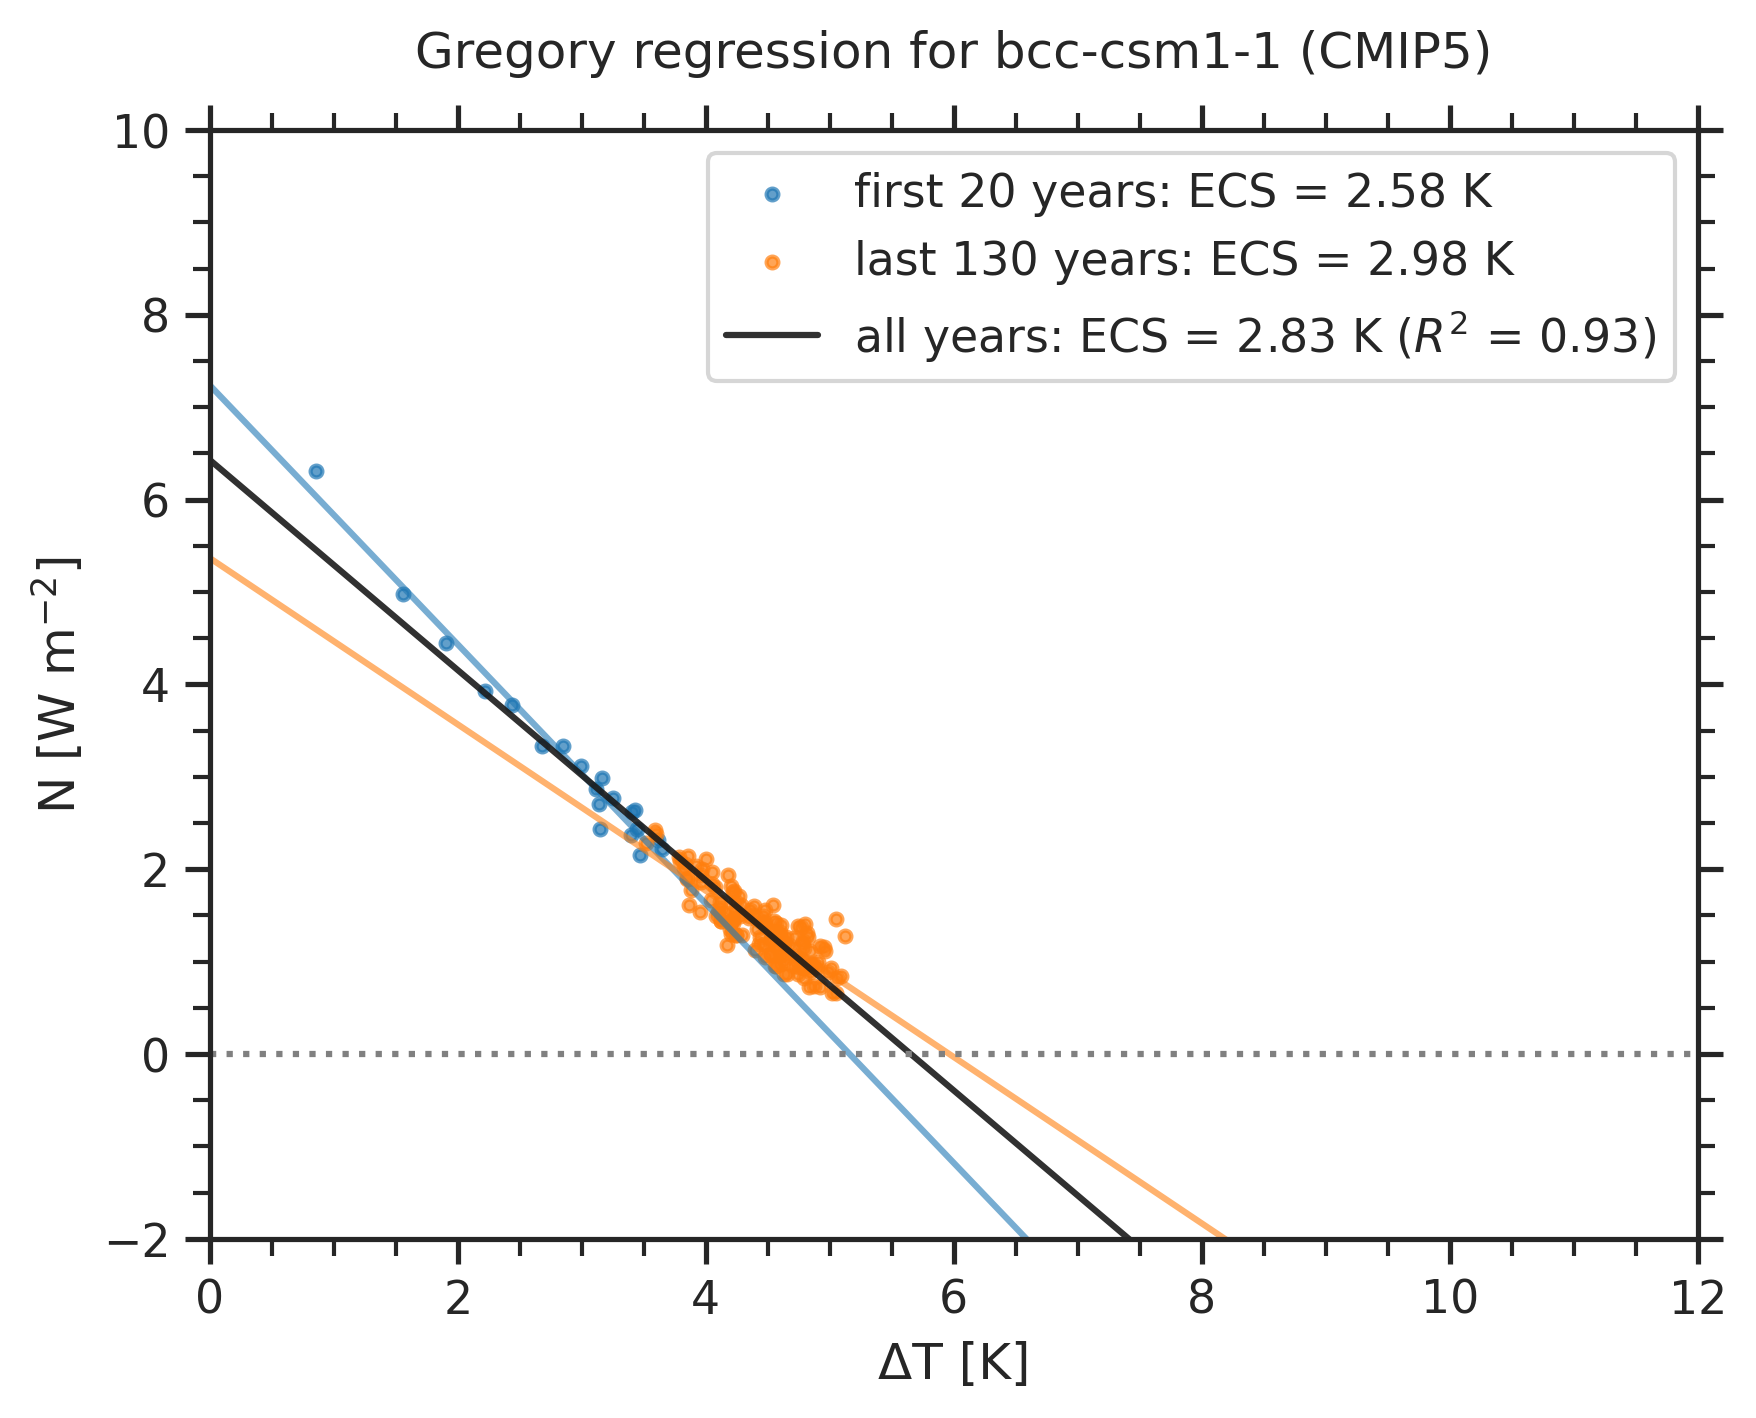 Gregory regression for bcc-csm1-1 (CMIP5)
first 20 years: ECS = 2.58 K
last 130 years: ECS = 2.98 K
all years: ECS = 2.83 K (R² = 0.93)
N [W m⁻²]
10
8
6
4
2
0
−2
0 2 4 6 8 10 12
ΔT [K]